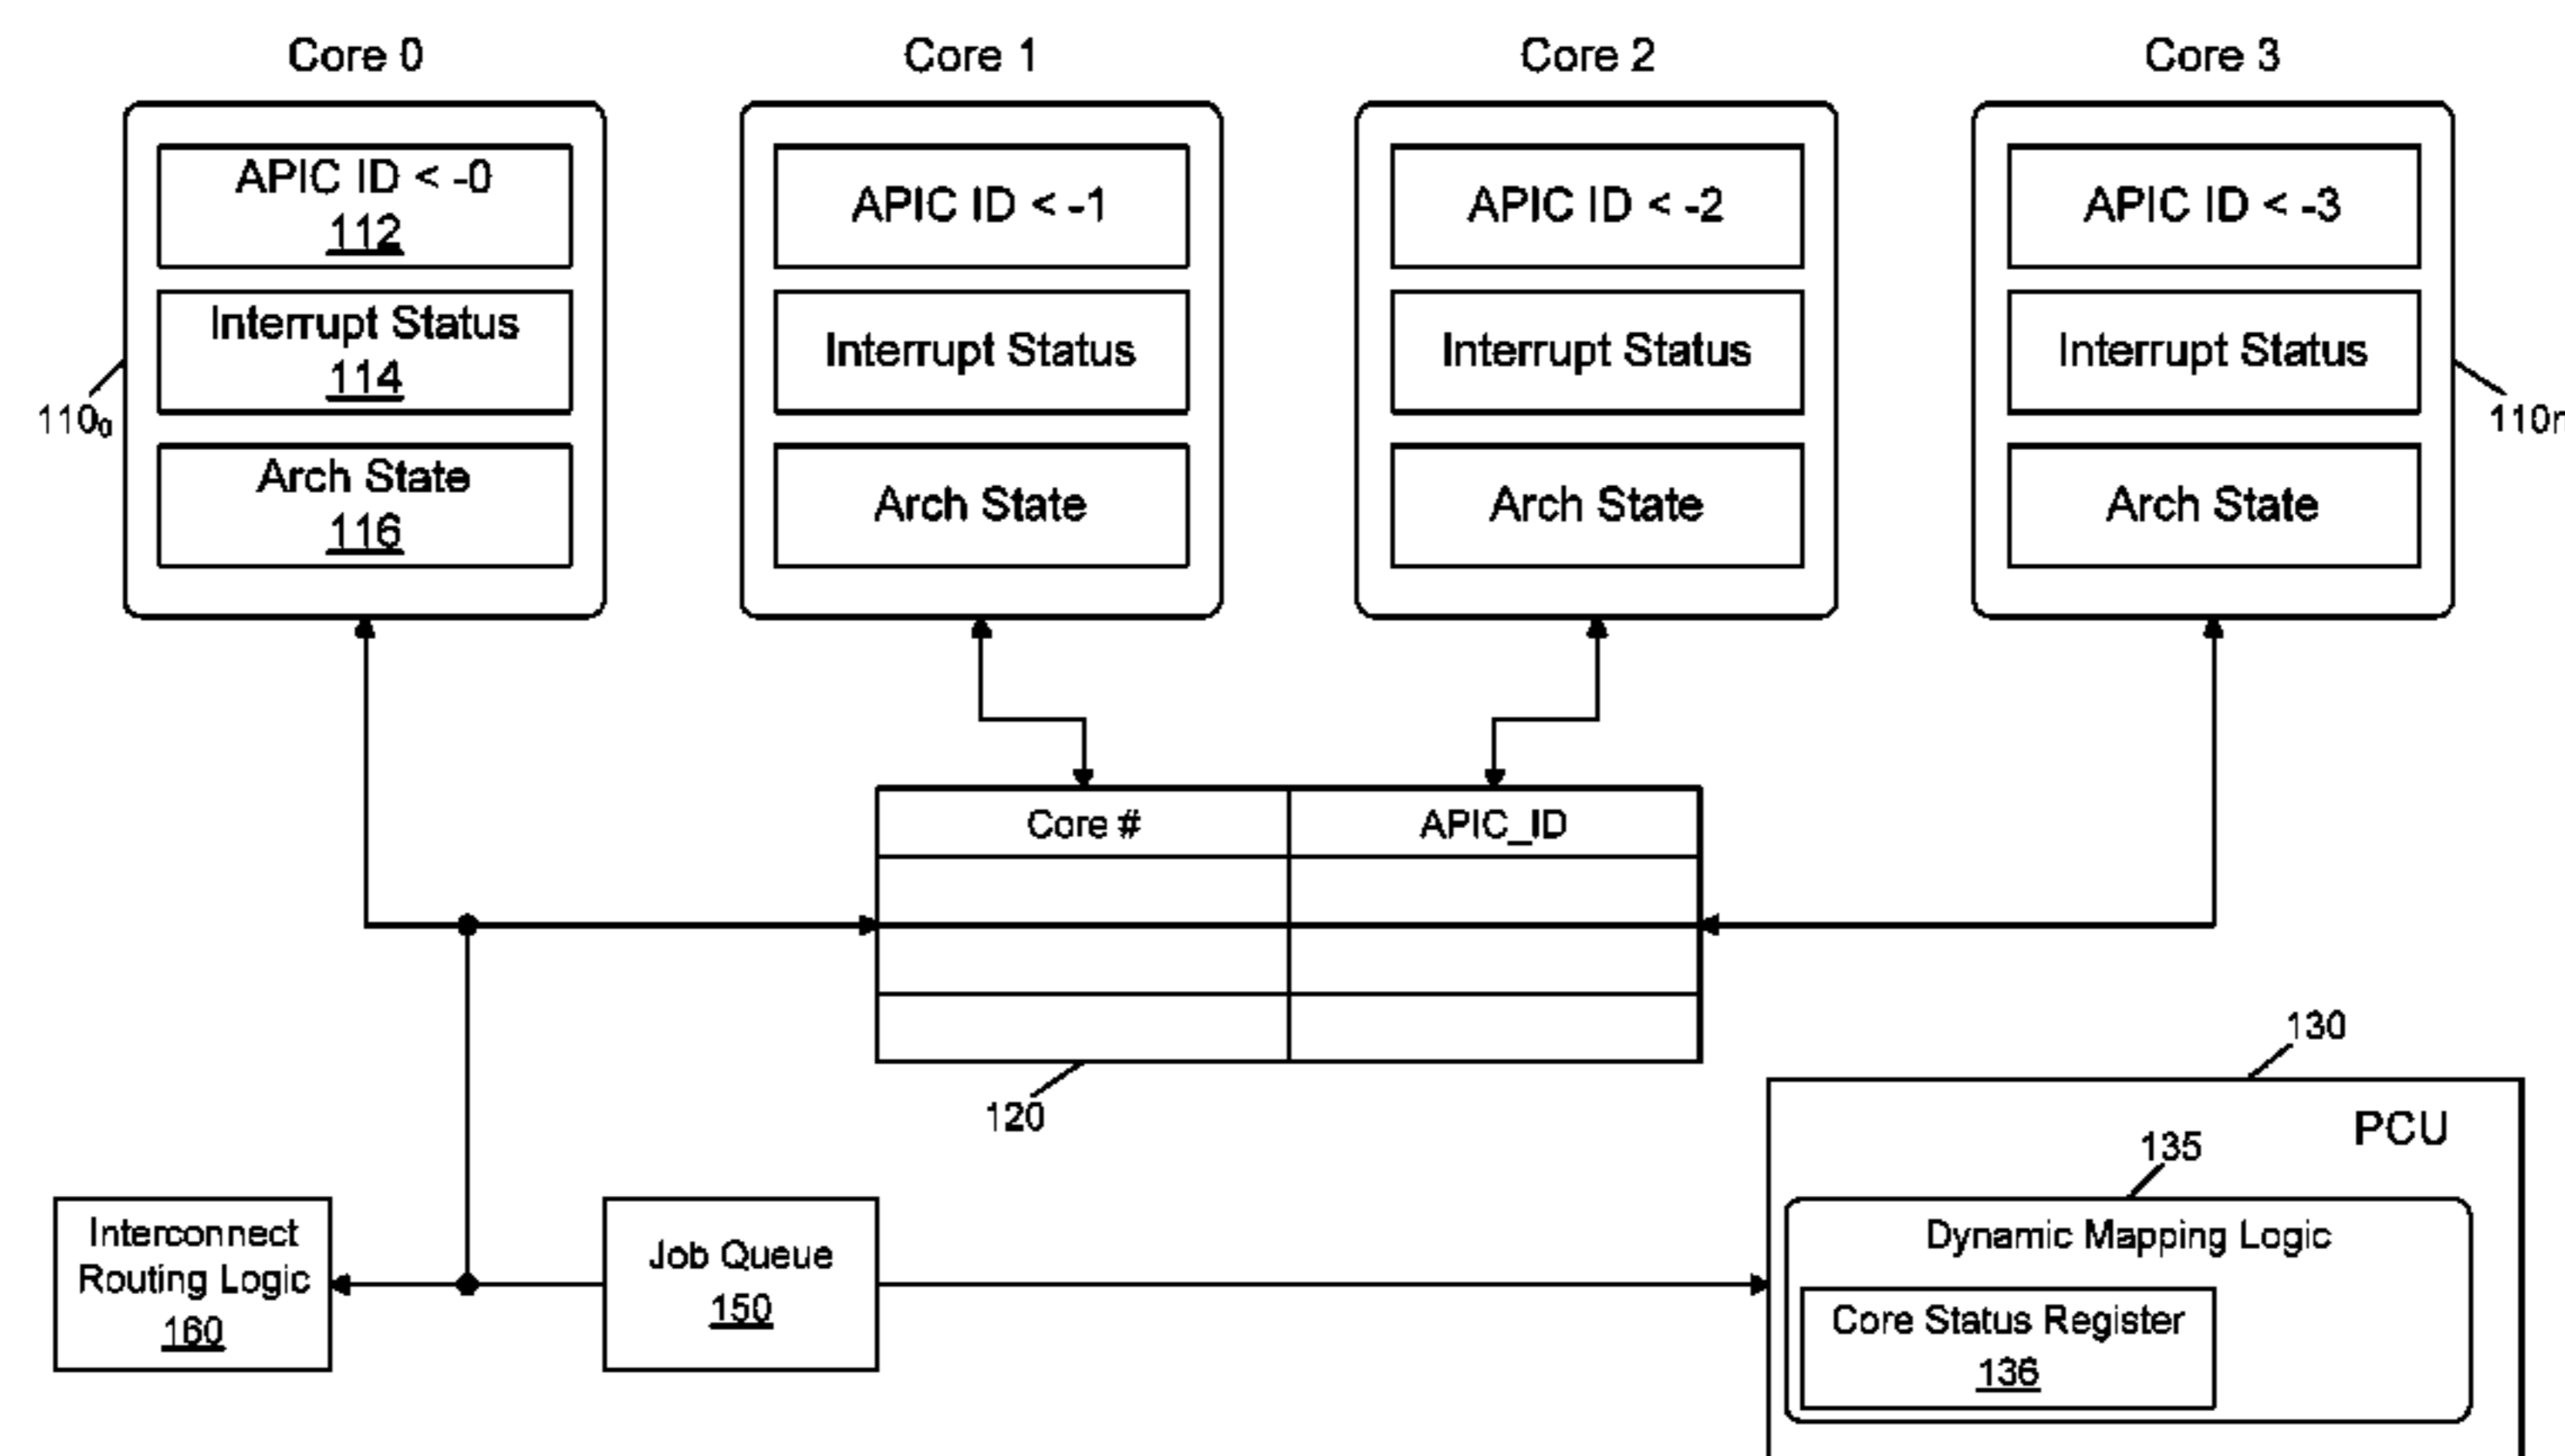 Core 0
Core 1
Core 2
Core 3
APIC ID < -0
112
APIC ID < -1
APIC ID < -2
APIC ID < -3
Interrupt Status
114
Interrupt Status
Interrupt Status
Interrupt Status
110₀
110n
Arch State
116
Arch State
Arch State
Arch State
Core #
APIC_ID
120
130
PCU
135
Interconnect
Routing Logic
160
Job Queue
150
Dynamic Mapping Logic
Core Status Register
136